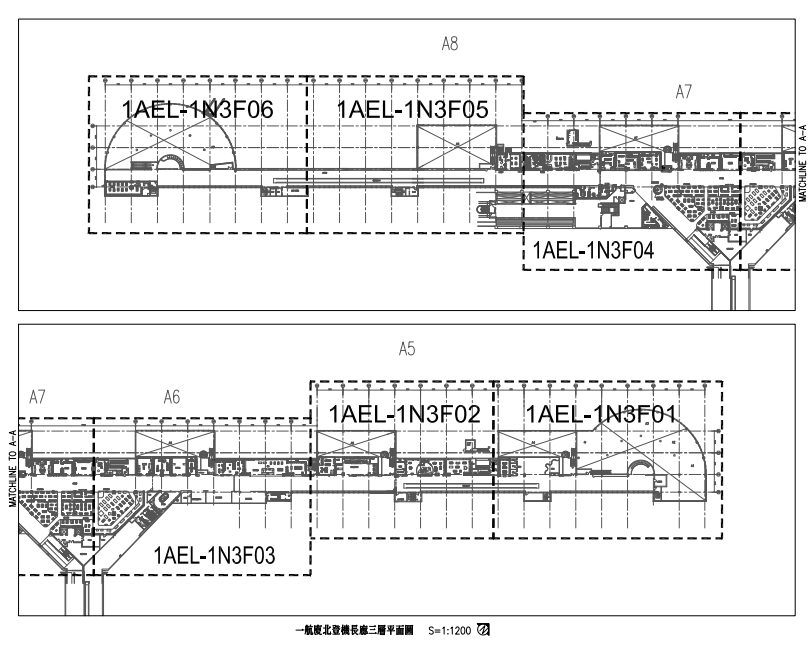 A8
A7
1AEL-1N3F06
1AEL-1N3F05
MATCHLINE TO A-A
1AEL-1N3F04
A5
A7
A6
1AEL-1N3F02
1AEL-1N3F01
MATCHLINE TO A-A
1AEL-1N3F03
一航廈北登機長廊三層平面圖 S=1:1200